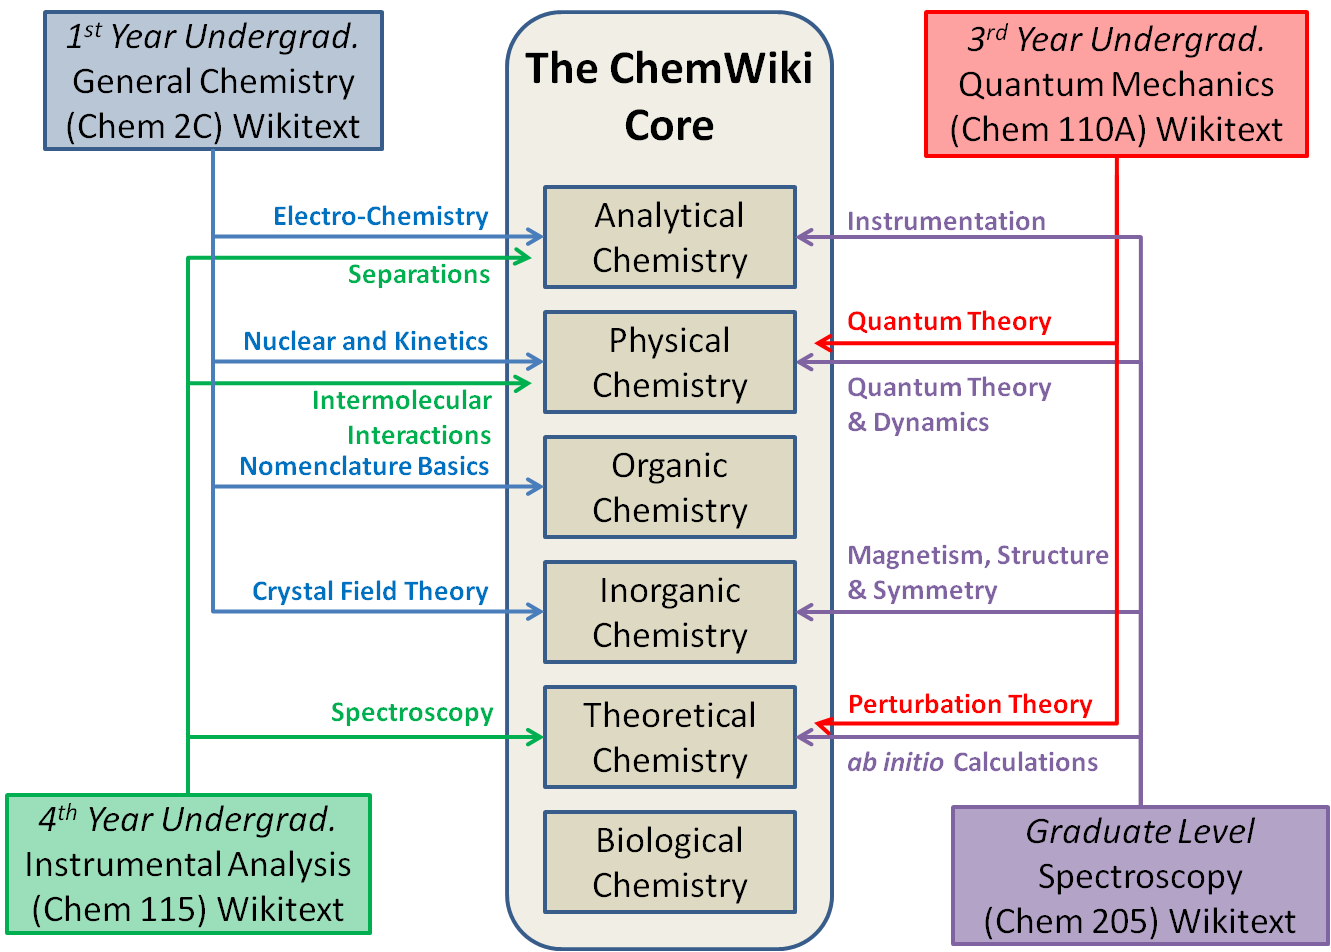 1st Year Undergrad.
General Chemistry
(Chem 2C) Wikitext
The ChemWiki
Core
3rd Year Undergrad.
Quantum Mechanics
(Chem 110A) Wikitext
Electro-Chemistry
Separations
Nuclear and Kinetics
Intermolecular
Interactions
Nomenclature Basics
Crystal Field Theory
Spectroscopy
Analytical
Chemistry
Physical
Chemistry
Organic
Chemistry
Inorganic
Chemistry
Theoretical
Chemistry
Biological
Chemistry
Instrumentation
Quantum Theory
Quantum Theory
& Dynamics
Magnetism, Structure
& Symmetry
Perturbation Theory
ab initio Calculations
4th Year Undergrad.
Instrumental Analysis
(Chem 115) Wikitext
Graduate Level
Spectroscopy
(Chem 205) Wikitext